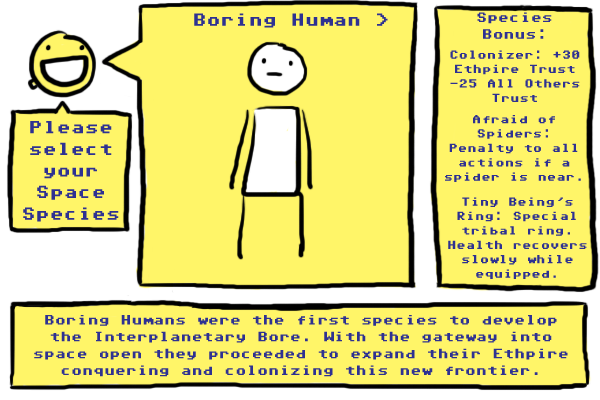 Boring Human >
Please
select
your
Space
Species
Species
Bonus:
Colonizer: +30
Ethpire Trust
-25 All Others
Trust
Afraid of
Spiders:
Penalty to all
actions if a
spider is near.
Tiny Being's
Ring: Special
tribal ring.
Health recovers
slowly while
equipped.
Boring Humans were the first species to develop
the Interplanetary Bore. With the gateway into
space open they proceeded to expand their Ethpire
conquering and colonizing this new frontier.